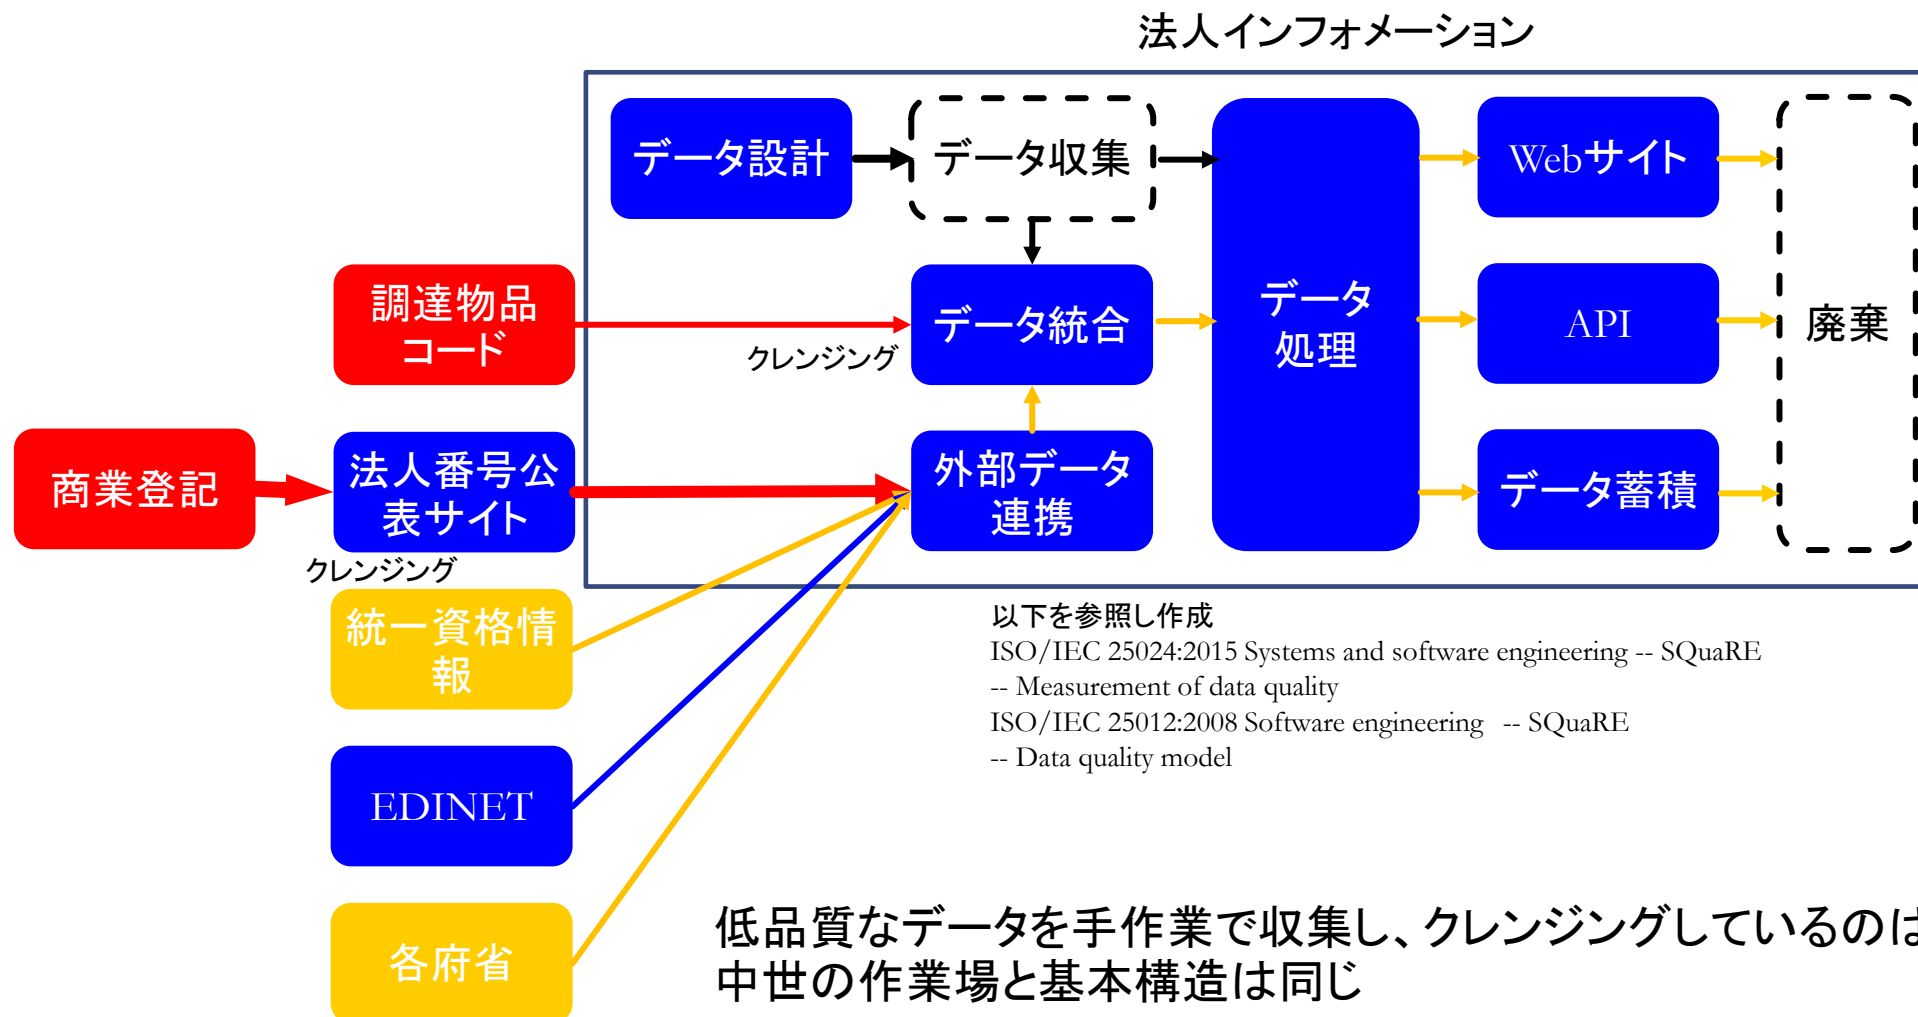 法人インフォメーション
データ設計
データ収集
データ
処理
Webサイト
廃棄
調達物品
コード
クレンジング
データ統合
API
商業登記
法人番号公
表サイト
クレンジング
外部データ
連携
データ蓄積
統一資格情
報
以下を参照し作成
ISO/IEC 25024:2015 Systems and software engineering -- SQuaRE
-- Measurement of data quality
ISO/IEC 25012:2008 Software engineering -- SQuaRE
-- Data quality model
EDINET
各府省
低品質なデータを手作業で収集し、クレンジングしているのは
中世の作業場と基本構造は同じ